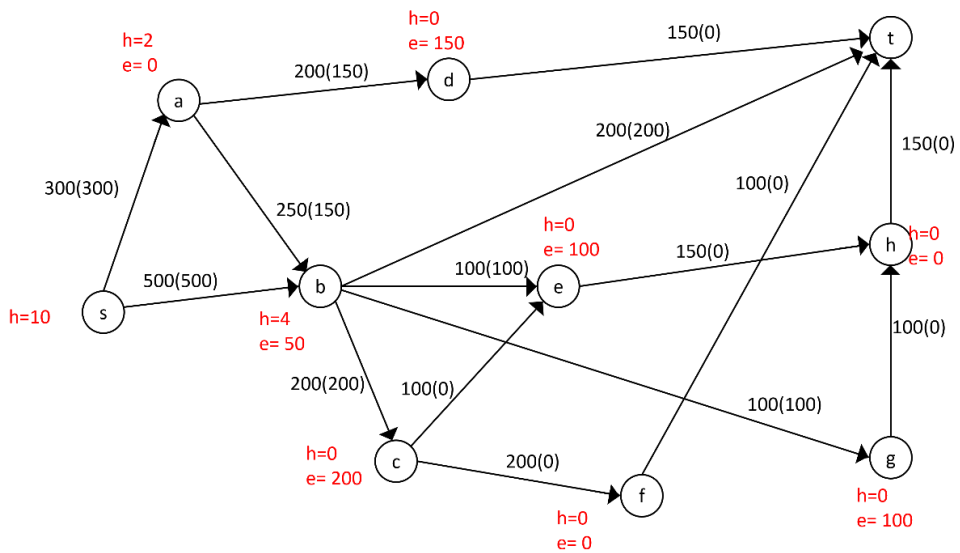 h=0
e= 150
150(0)
t
h=2
e= 0
200(150)
d
a
200(200)
150(0)
100(0)
300(300)
250(150)
h=0
e= 100
h
h=0
e= 0
150(0)
500(500)
100(100)
b
e
s
h=10
h=4
e= 50
100(0)
200(200)
100(0)
100(100)
h=0
e= 200
c
200(0)
g
f
h=0
e= 100
h=0
e= 0